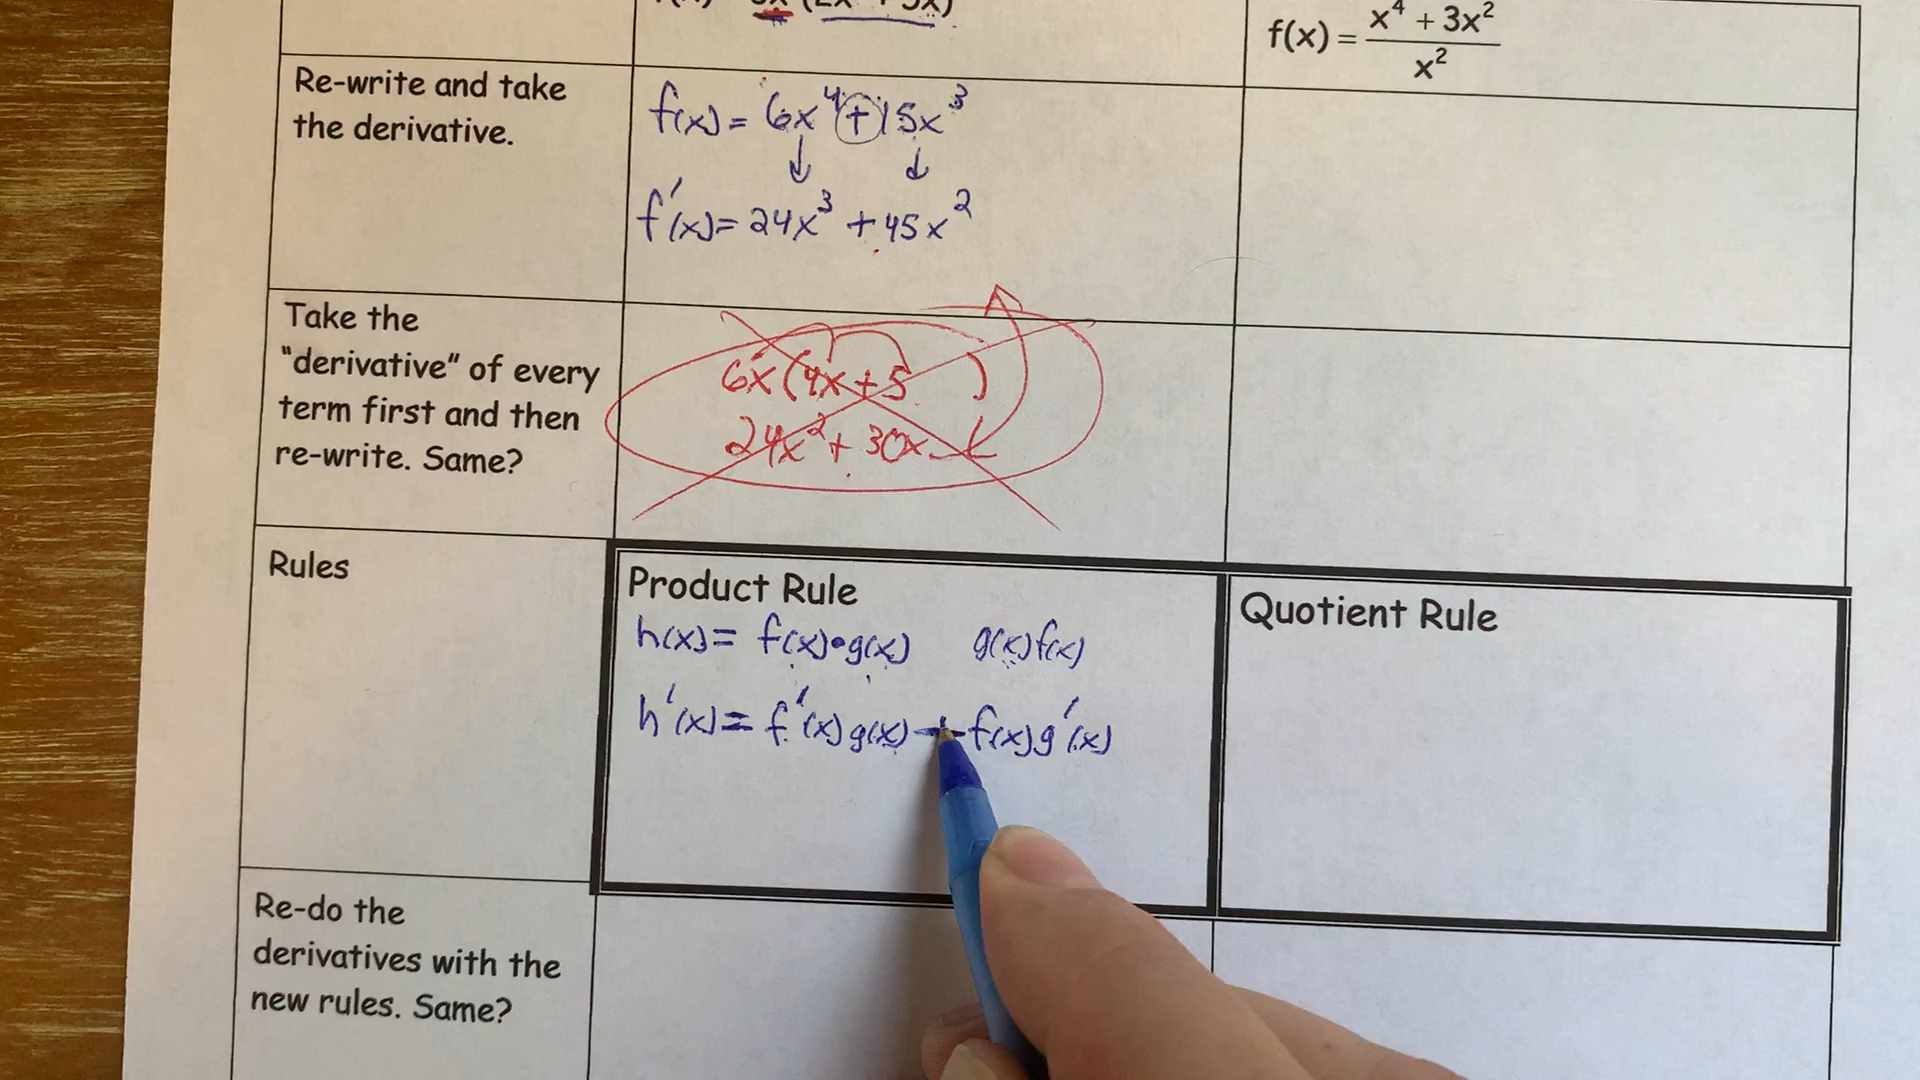 f(x) = x⁴ + 3x² / x²
Re-write and take
the derivative.
f(x) = 6x⁴ + 15x³
f'(x) = 24x³ + 45x²
Take the
"derivative" of every
term first and then
re-write. Same?
6x(4x+5 )
24x² + 30x
Rules
Product Rule
h(x) = f(x)•g(x) g(x)f(x)
h'(x) = f'(x)g(x) + f(x)g'(x)
Quotient Rule
Re-do the
derivatives with the
new rules. Same?